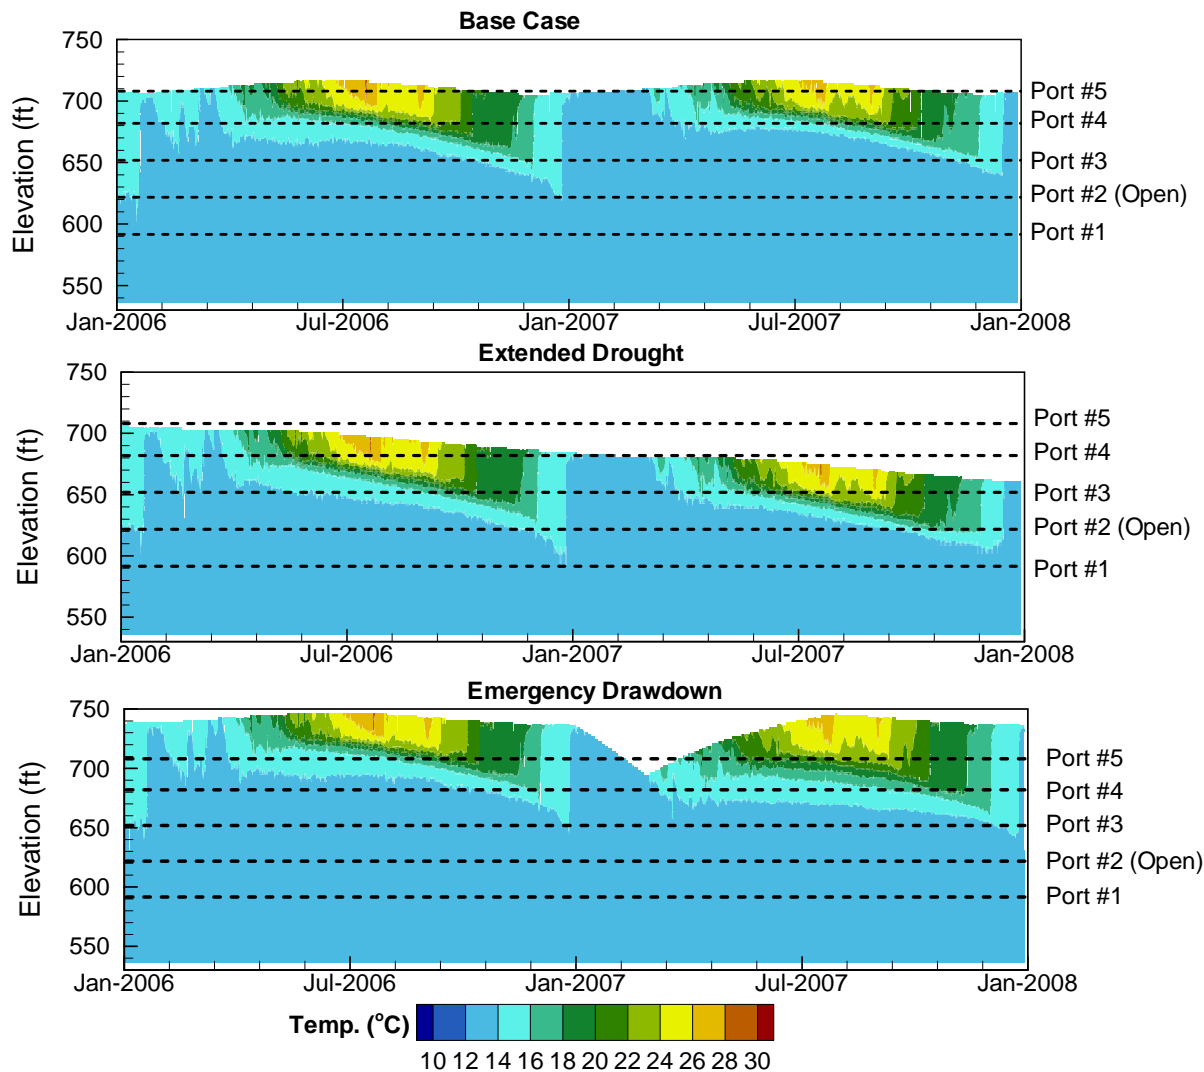 Base Case
750
700
650
600
550
Elevation (ft)
Port #5
Port #4
Port #3
Port #2 (Open)
Port #1
Jan-2006 Jul-2006 Jan-2007 Jul-2007 Jan-2008
Extended Drought
750
700
650
600
550
Elevation (ft)
Port #5
Port #4
Port #3
Port #2 (Open)
Port #1
Jan-2006 Jul-2006 Jan-2007 Jul-2007 Jan-2008
Emergency Drawdown
750
700
650
600
550
Elevation (ft)
Port #5
Port #4
Port #3
Port #2 (Open)
Port #1
Jan-2006 Jul-2006 Jan-2007 Jul-2007 Jan-2008
Temp. (°C)
10 12 14 16 18 20 22 24 26 28 30